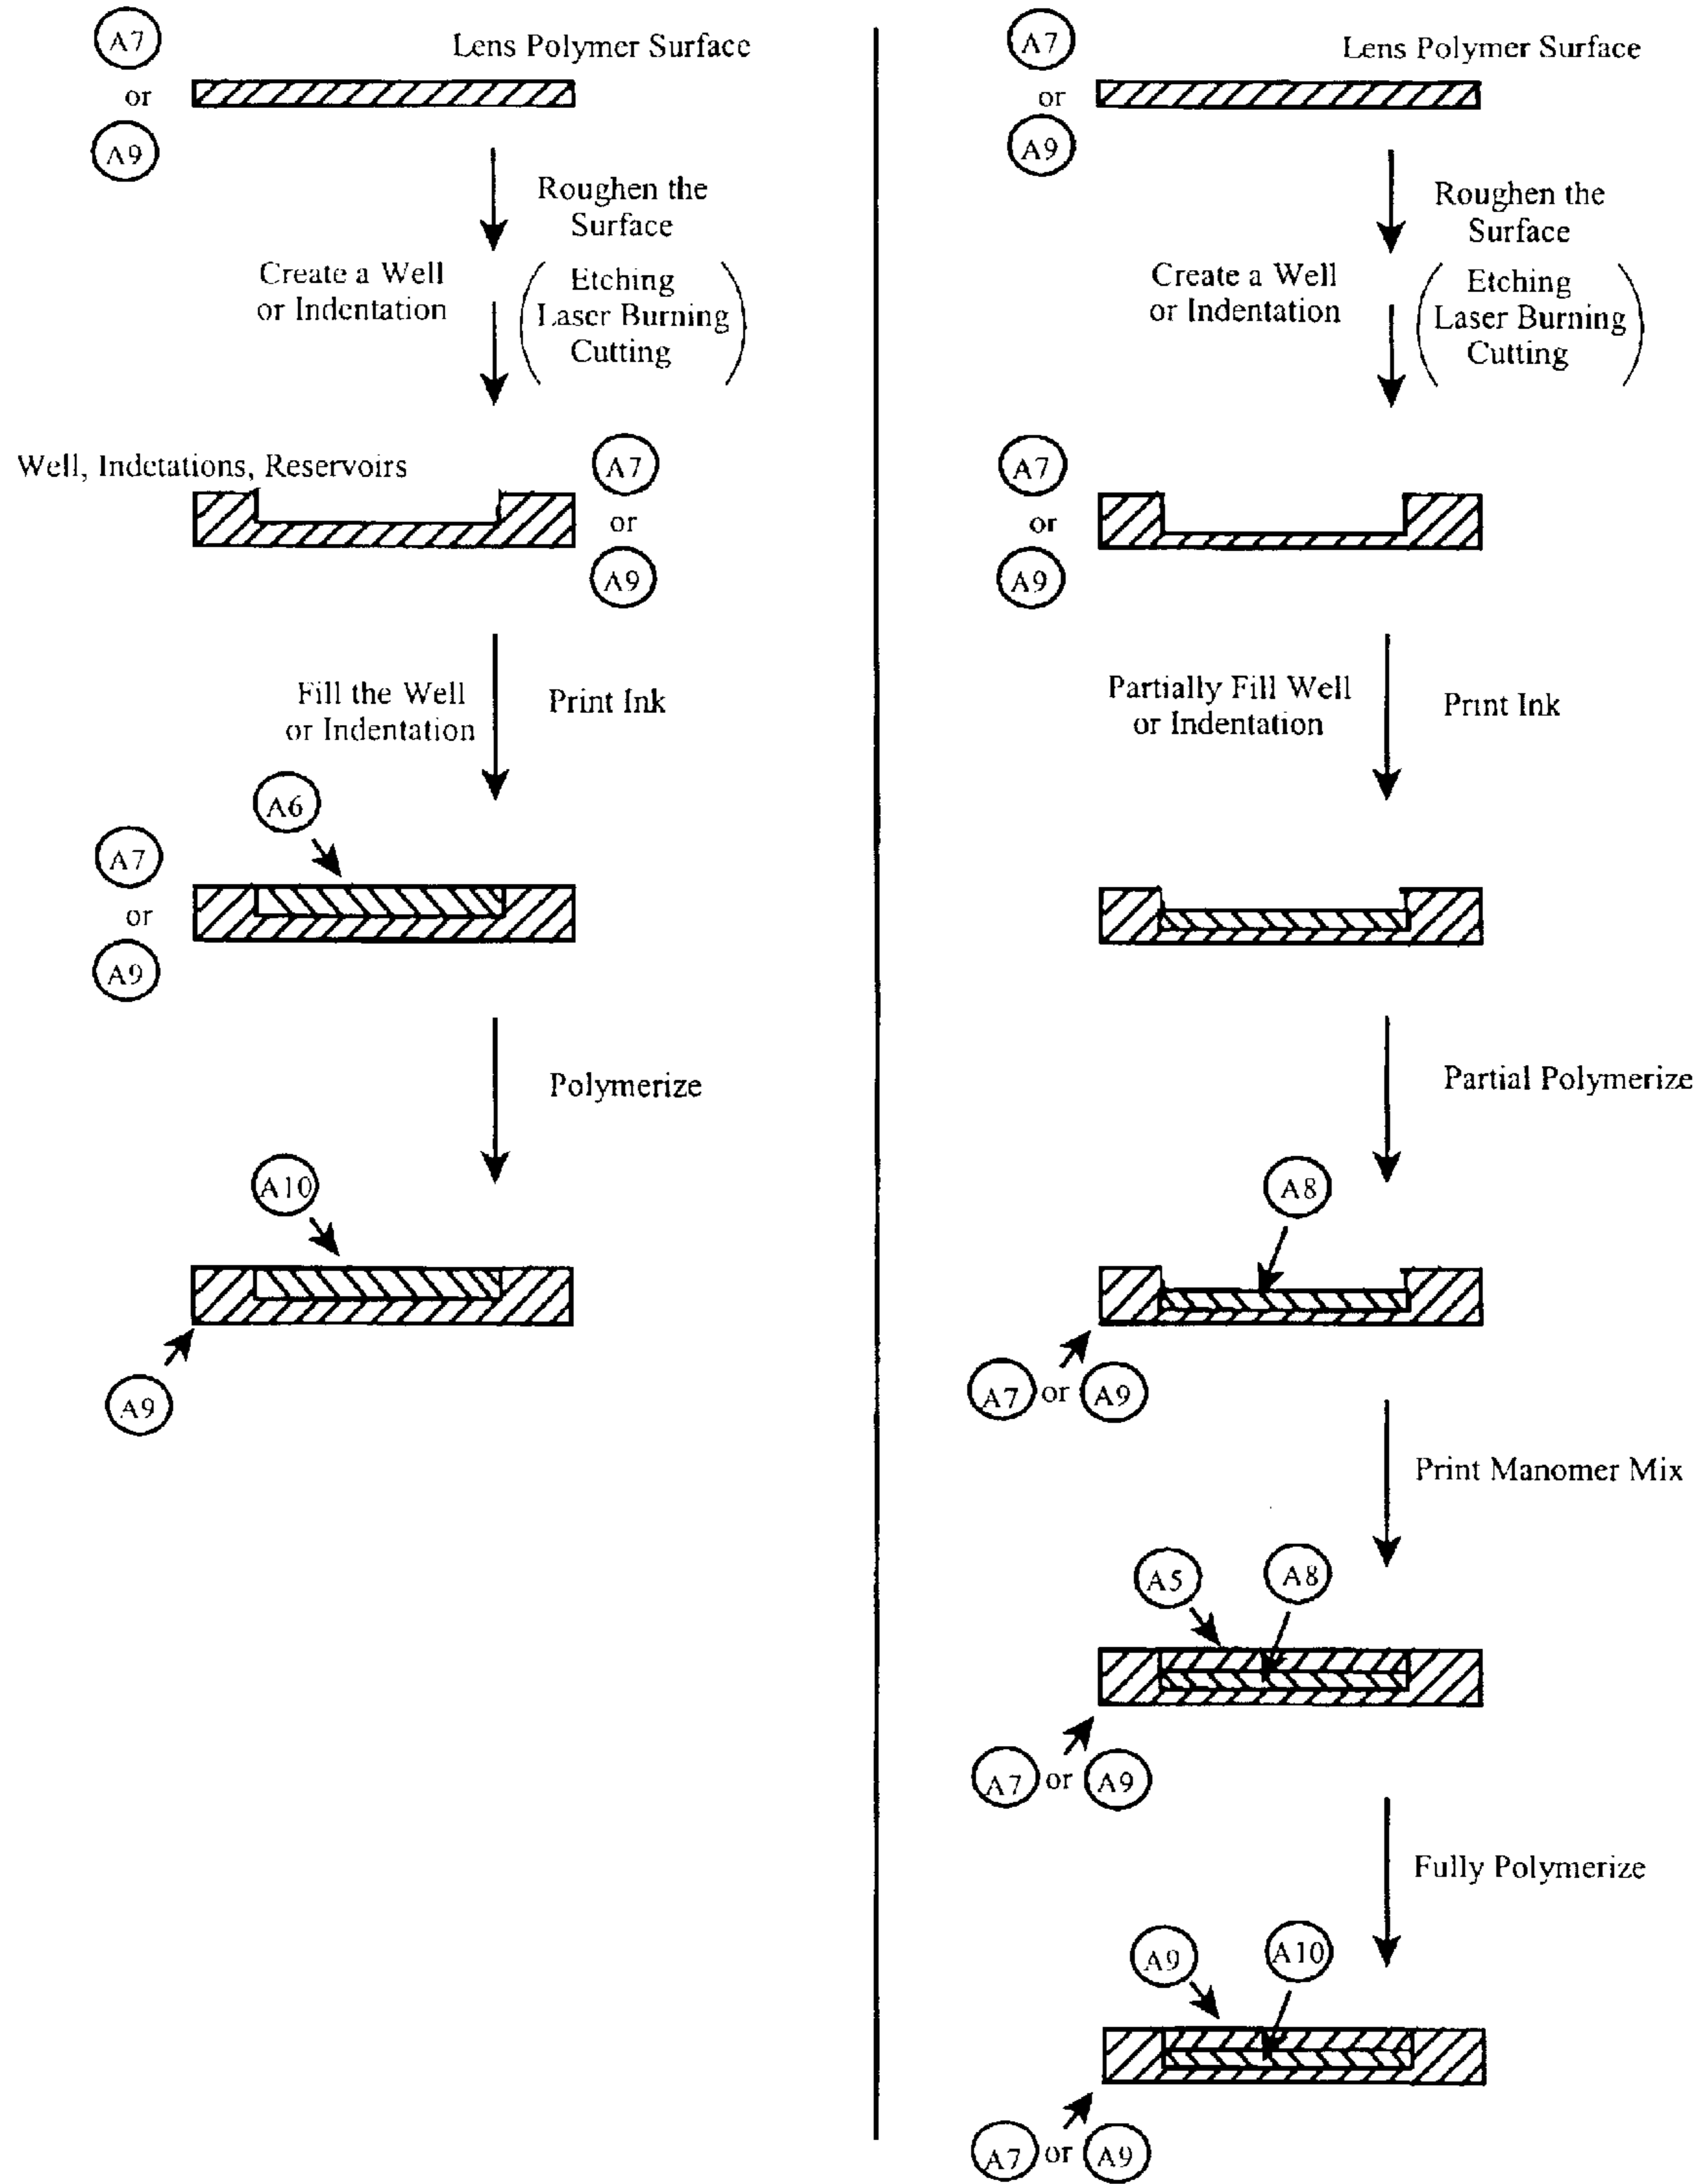 A7
or
A9
Lens Polymer Surface
Roughen the
Surface
Create a Well
or Indentation
Etching
Laser Burning
Cutting
Well, Indetations, Reservoirs
A7
or
A9
Fill the Well
or Indentation
Print Ink
A6
A7
or
A9
Polymerize
A10
A9
A7
or
A9
Lens Polymer Surface
Roughen the
Surface
Create a Well
or Indentation
Etching
Laser Burning
Cutting
A7
or
A9
Partially Fill Well
or Indentation
Print Ink
Partial Polymerize
A8
A7 or A9
Print Manomer Mix
A5 A8
A7 or A9
Fully Polymerize
A9 A10
A7 or A9